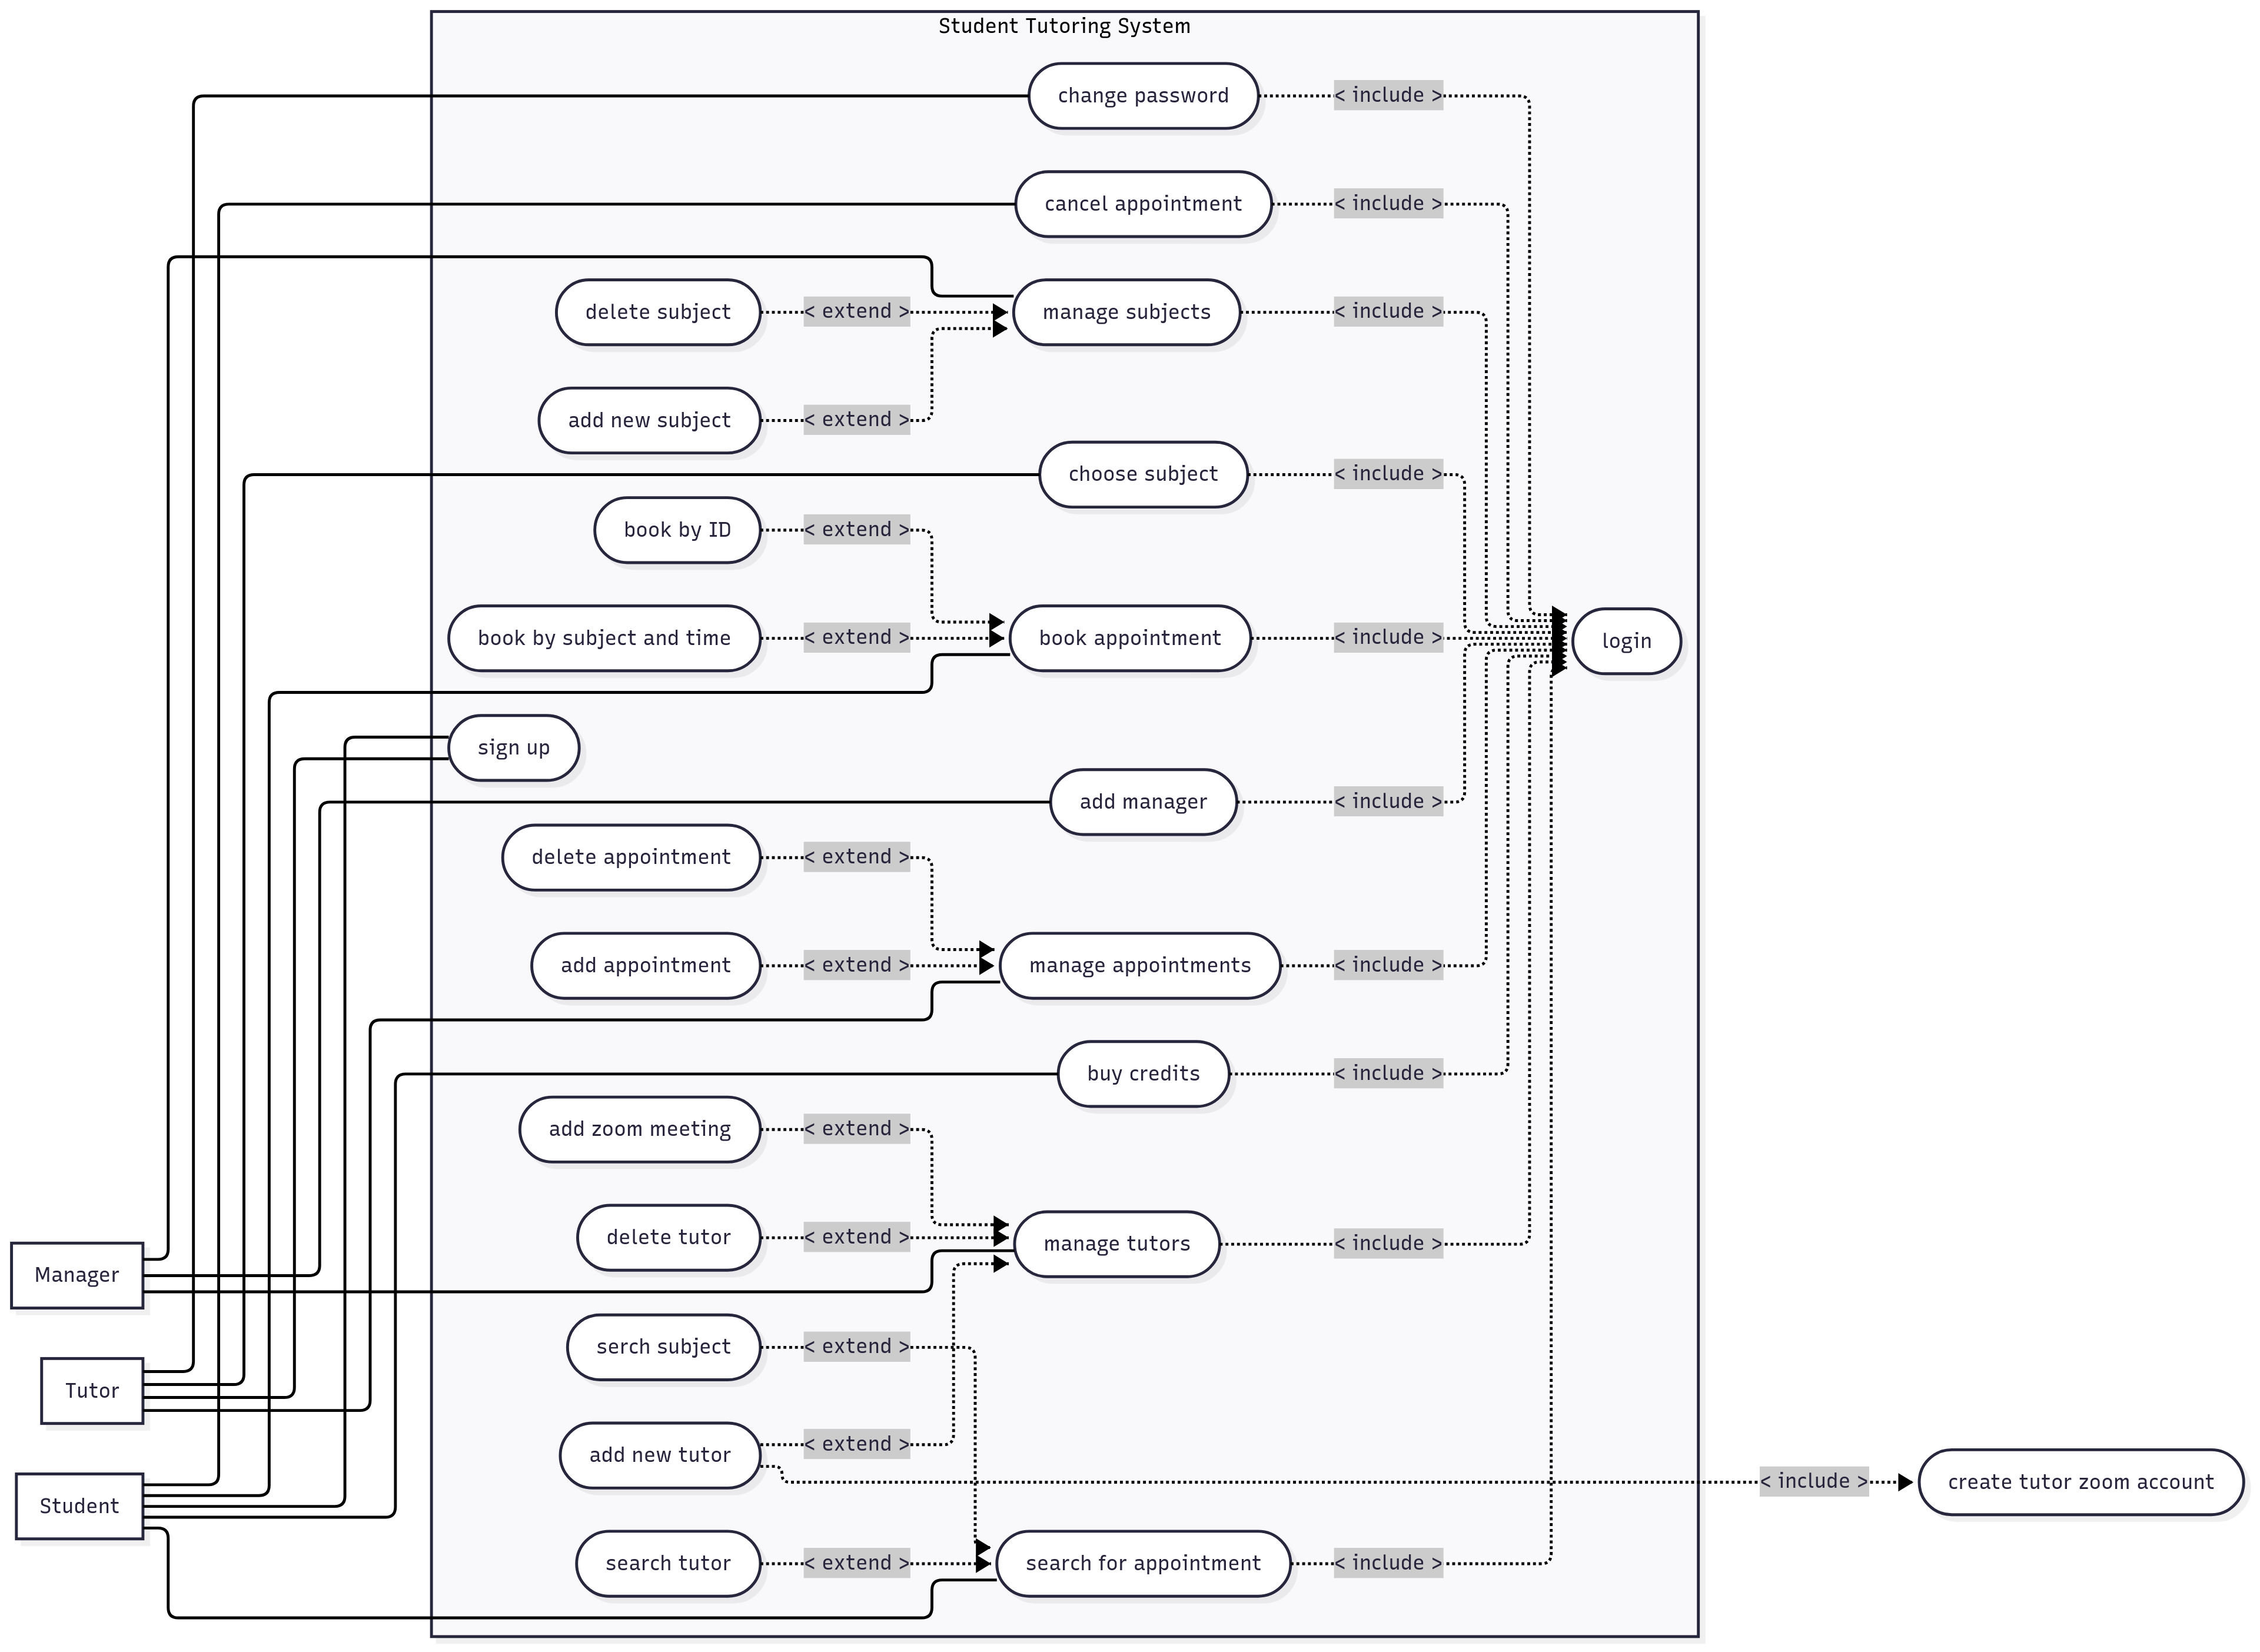 Student Tutoring System
change password
< include >
cancel appointment
< include >
delete subject
< extend >
manage subjects
< include >
add new subject
< extend >
choose subject
< include >
book by ID
< extend >
book by subject and time
< extend >
book appointment
< include >
login
sign up
add manager
< include >
delete appointment
< extend >
add appointment
< extend >
manage appointments
< include >
buy credits
< include >
add zoom meeting
< extend >
delete tutor
< extend >
manage tutors
< include >
Manager
serch subject
< extend >
Tutor
add new tutor
< extend >
< include >
create tutor zoom account
Student
search tutor
< extend >
search for appointment
< include >